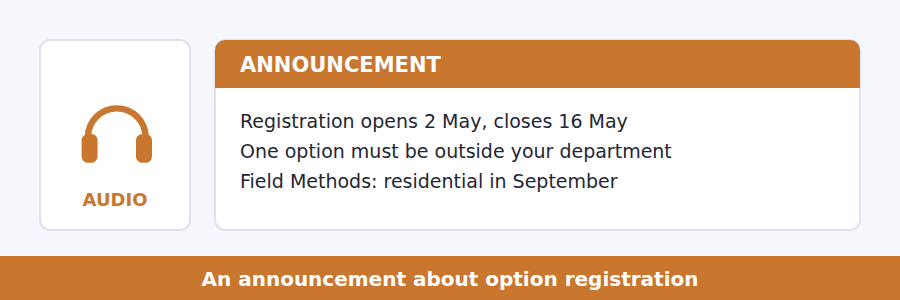 AUDIO
ANNOUNCEMENT
Registration opens 2 May, closes 16 May
One option must be outside your department
Field Methods: residential in September
An announcement about option registration